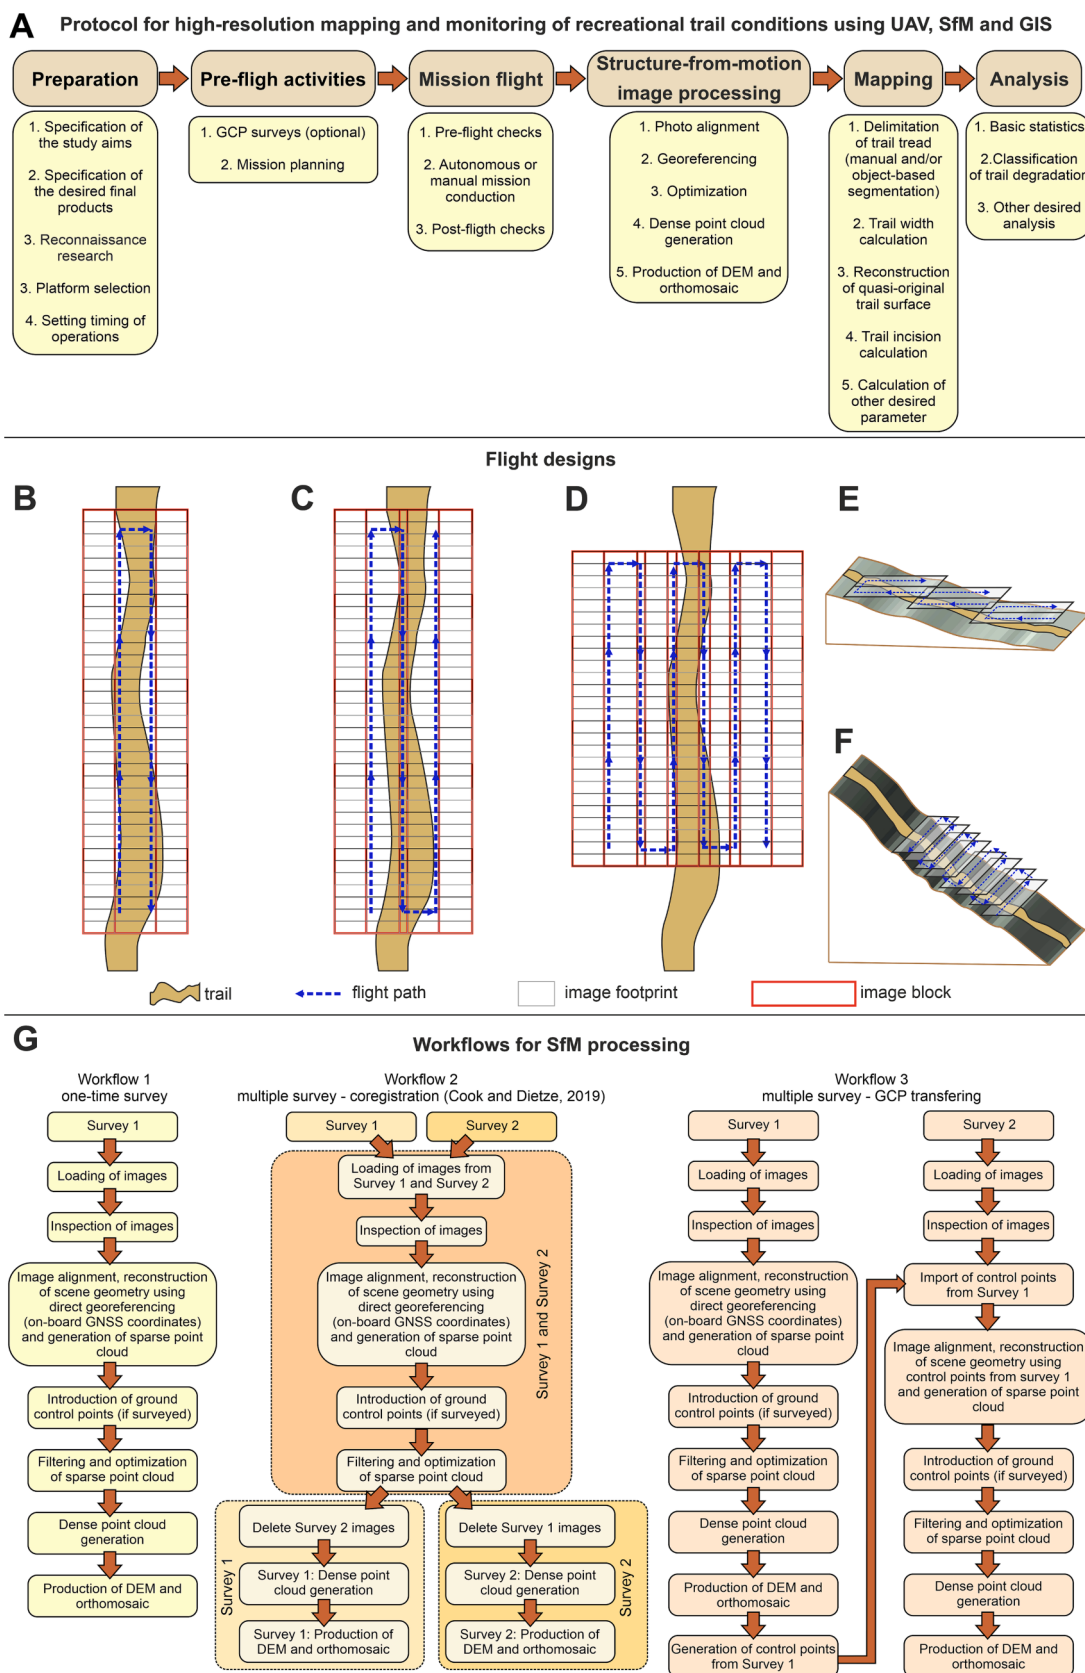 A
Protocol for high-resolution mapping and monitoring of recreational trail conditions using UAV, SfM and GIS
Preparation
1. Specification of
the study aims
2. Specification of
the desired final
products
3. Reconnaissance
research
3. Platform selection
4. Setting timing of
operations
Pre-fligh activities
1. GCP surveys (optional)
2. Mission planning
Mission flight
1. Pre-flight checks
2. Autonomous or
manual mission
conduction
3. Post-fligth checks
Structure-from-motion
image processing
1. Photo alignment
2. Georeferencing
3. Optimization
4. Dense point cloud
generation
5. Production of DEM and
orthomosaic
Mapping
1. Delimitation
of trail tread
(manual and/or
object-based
segmentation)
2. Trail width
calculation
3. Reconstruction
of quasi-original
trail surface
4. Trail incision
calculation
5. Calculation of
other desired
parameter
Analysis
1. Basic statistics
2.Classification
of trail degradation
3. Other desired
analysis
Flight designs
B
C
D
E
F
trail
flight path
image footprint
image block
G
Workflows for SfM processing
Workflow 1
one-time survey
Survey 1
Loading of images
Inspection of images
Image alignment, reconstruction
of scene geometry using
direct georeferencing
(on-board GNSS coordinates)
and generation of sparse point
cloud
Introduction of ground
control points (if surveyed)
Filtering and optimization
of sparse point cloud
Dense point cloud
generation
Production of DEM and
orthomosaic
Workflow 2
multiple survey - coregistration (Cook and Dietze, 2019)
Survey 1
Survey 2
Loading of images from
Survey 1 and Survey 2
Inspection of images
Image alignment, reconstruction
of scene geometry using
direct georeferencing
(on-board GNSS coordinates)
and generation of sparse point
cloud
Introduction of ground
control points (if surveyed)
Filtering and optimization
of sparse point cloud
Survey 1 and Survey 2
Survey 1
Delete Survey 2 images
Survey 1: Dense point
cloud generation
Survey 1: Production of
DEM and orthomosaic
Delete Survey 1 images
Survey 2: Dense point
cloud generation
Survey 2: Production of
DEM and orthomosaic
Survey 2
Workflow 3
multiple survey - GCP transfering
Survey 1
Loading of images
Inspection of images
Image alignment, reconstruction
of scene geometry using
direct georeferencing
(on-board GNSS coordinates)
and generation of sparse point
cloud
Introduction of ground
control points (if surveyed)
Filtering and optimization
of sparse point cloud
Dense point cloud
generation
Production of DEM and
orthomosaic
Generation of control points
from Survey 1
Survey 2
Loading of images
Inspection of images
Import of control points
from Survey 1
Image alignment, reconstruction
of scene geometry using
control points from survey 1
and generation of sparse point
cloud
Introduction of ground
control points (if surveyed)
Filtering and optimization
of sparse point cloud
Dense point cloud
generation
Production of DEM and
orthomosaic